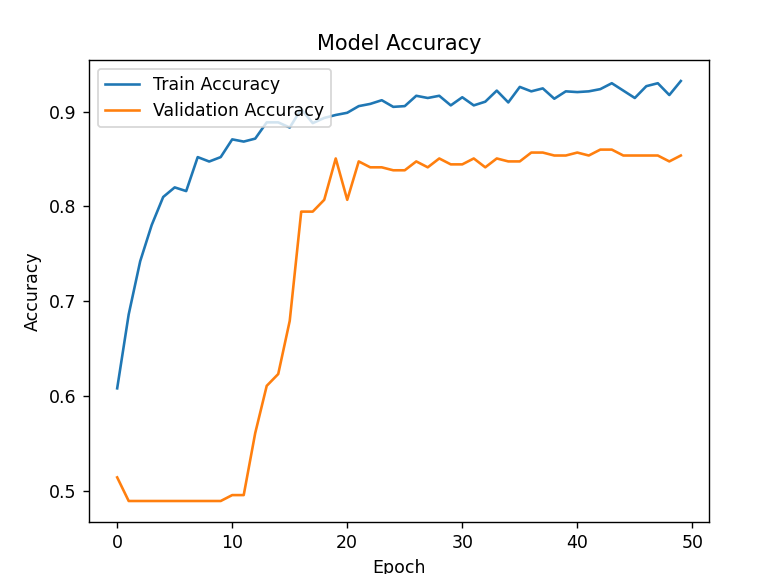 Model Accuracy
Train Accuracy
Validation Accuracy
Accuracy
0.9
0.8
0.7
0.6
0.5
0 10 20 30 40 50
Epoch